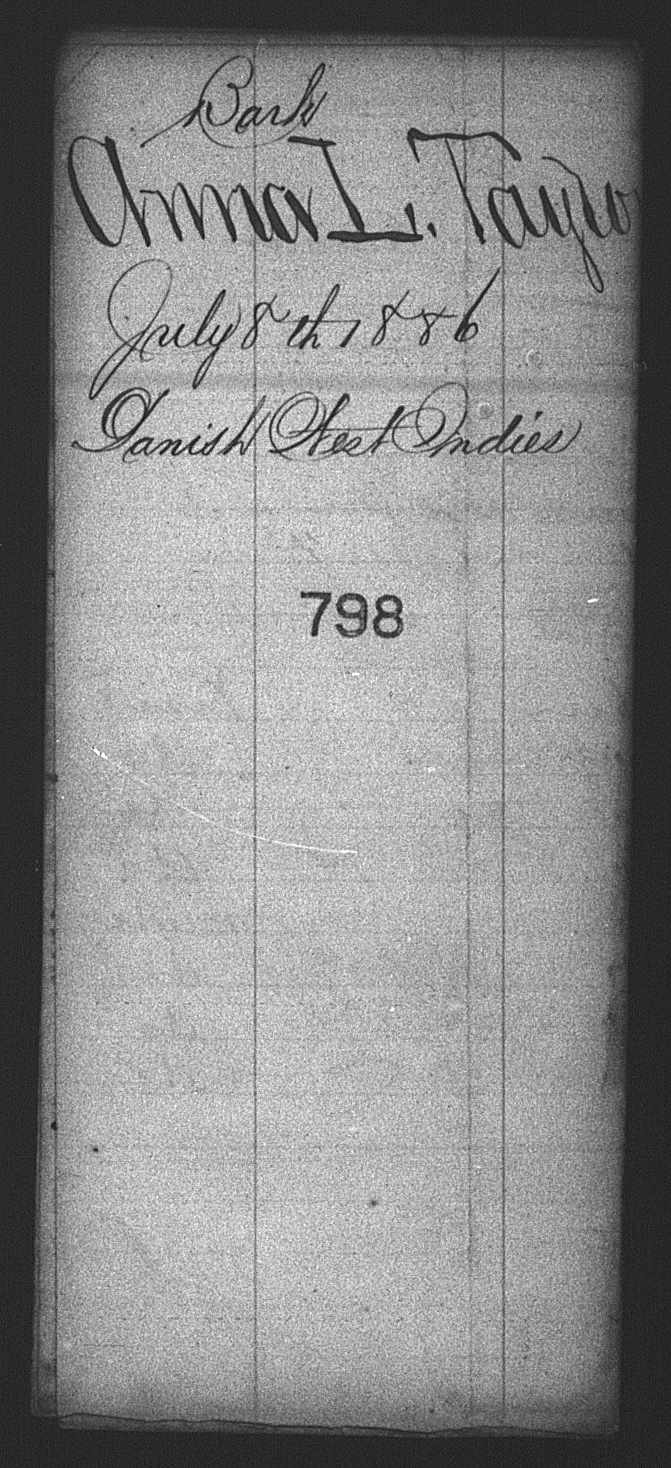 Bark
Anna L. Taylo
July 8th 1886
Danish West Indies
798